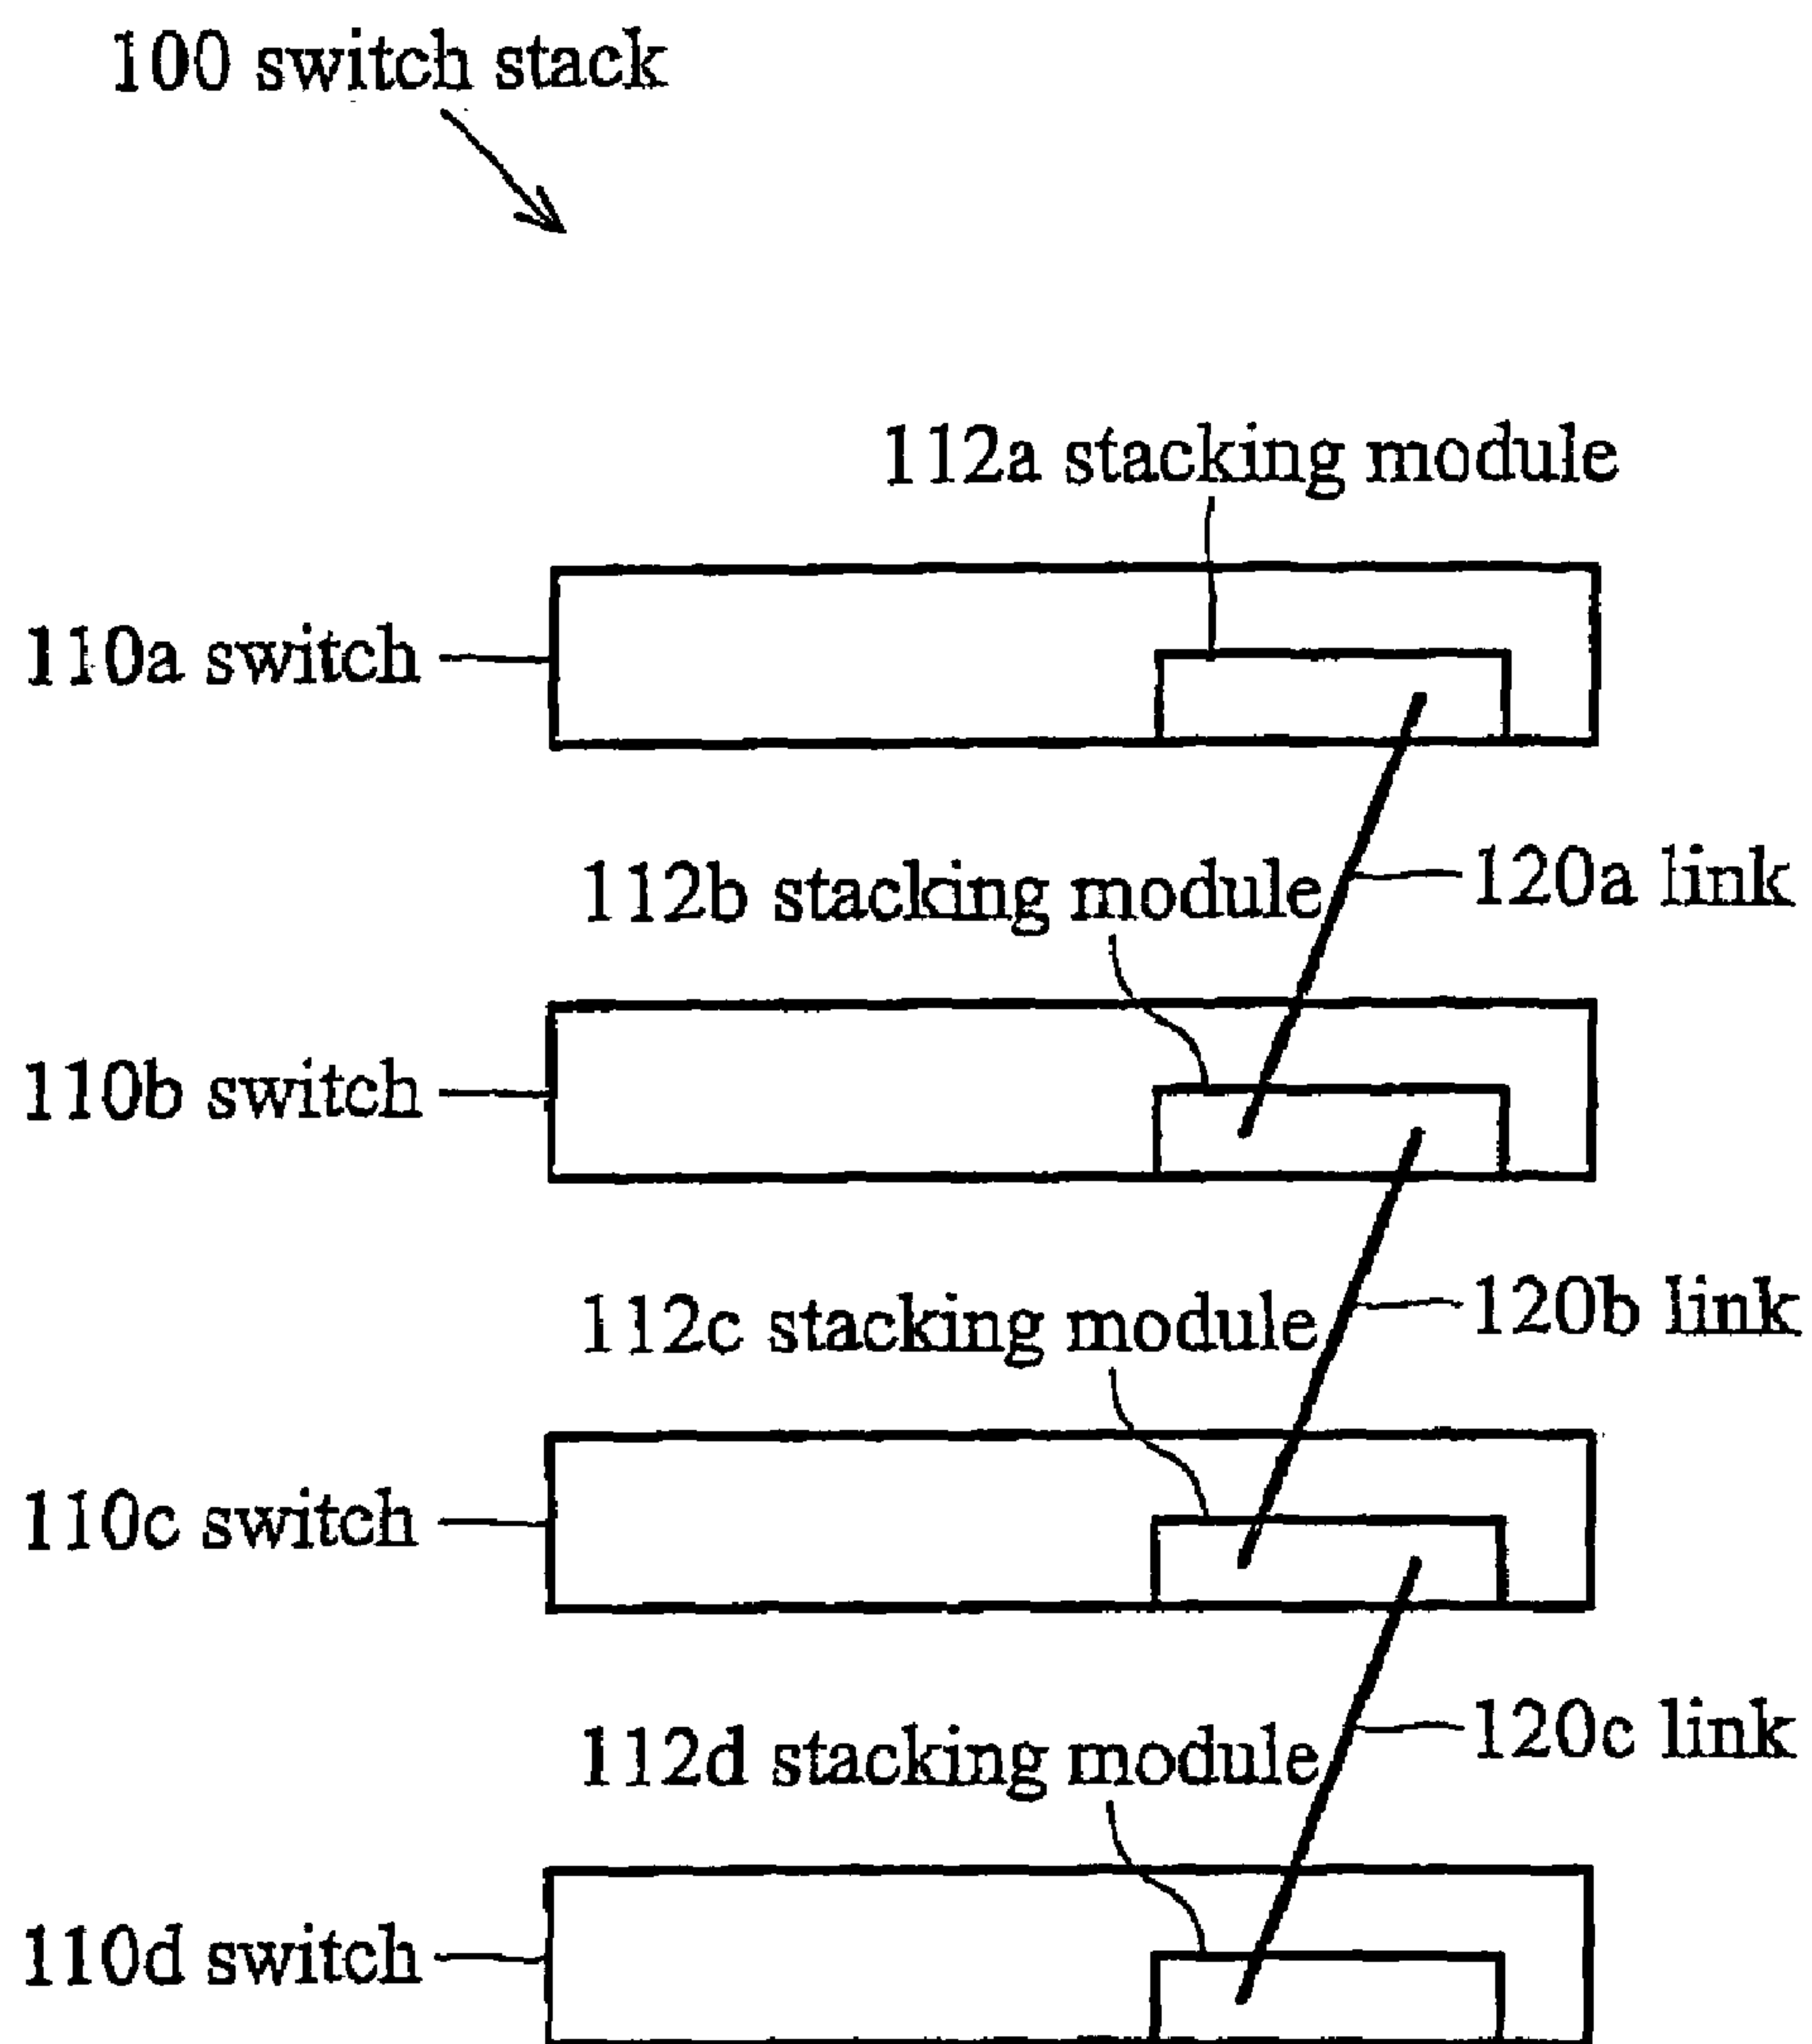 100 switch stack
112a stacking module
110a switch
112b stacking module
120a link
110b switch
112c stacking module
120b link
110c switch
112d stacking module
120c link
110d switch